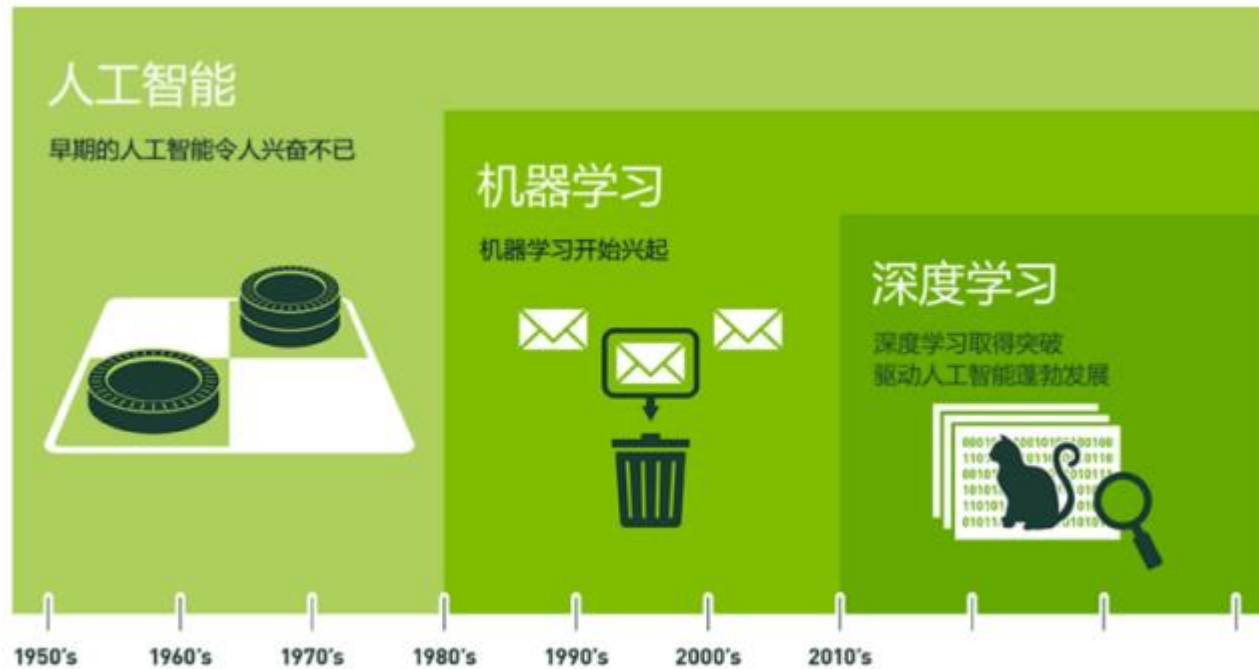 人工智能
早期的人工智能令人兴奋不已
机器学习
机器学习开始兴起
深度学习
深度学习取得突破
驱动人工智能蓬勃发展
1950's 1960's 1970's 1980's 1990's 2000's 2010's